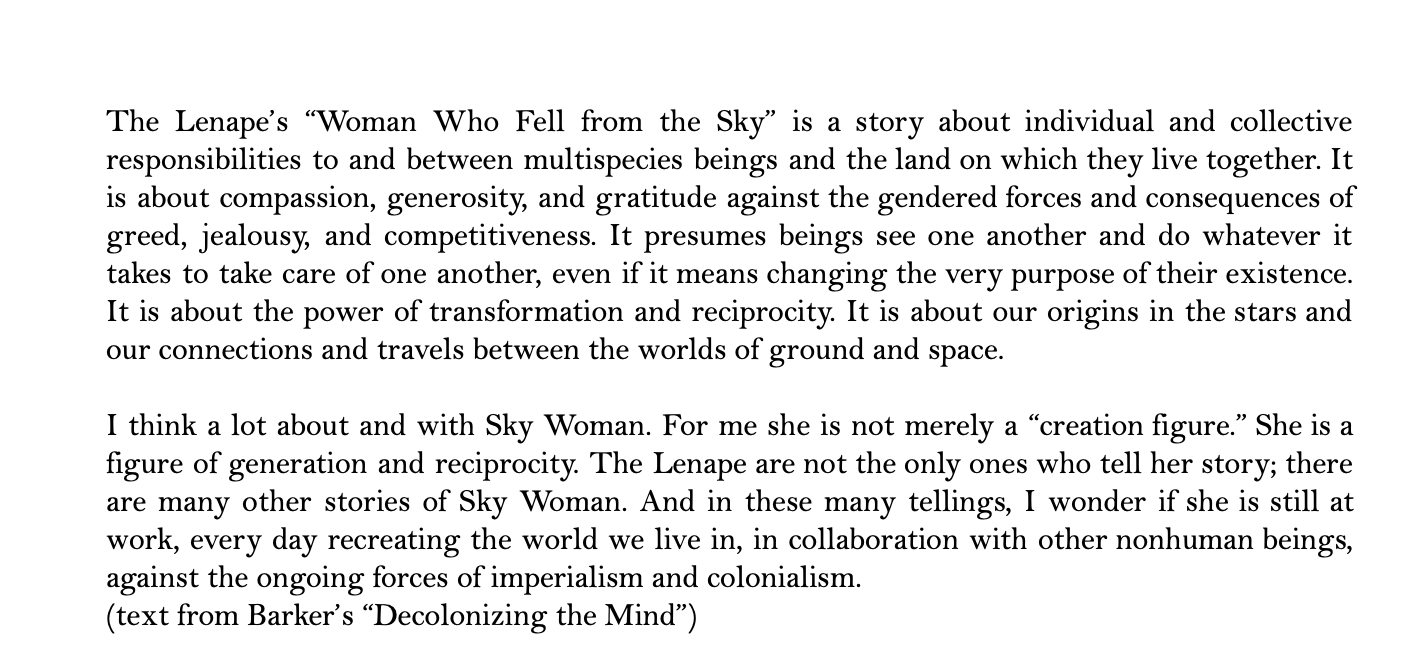 The Lenape’s “Woman Who Fell from the Sky” is a story about individual and collective
responsibilities to and between multispecies beings and the land on which they live together. It
is about compassion, generosity, and gratitude against the gendered forces and consequences of
greed, jealousy, and competitiveness. It presumes beings see one another and do whatever it
takes to take care of one another, even if it means changing the very purpose of their existence.
It is about the power of transformation and reciprocity. It is about our origins in the stars and
our connections and travels between the worlds of ground and space.
I think a lot about and with Sky Woman. For me she is not merely a “creation figure.” She is a
figure of generation and reciprocity. The Lenape are not the only ones who tell her story; there
are many other stories of Sky Woman. And in these many tellings, I wonder if she is still at
work, every day recreating the world we live in, in collaboration with other nonhuman beings,
against the ongoing forces of imperialism and colonialism.
(text from Barker’s “Decolonizing the Mind”)